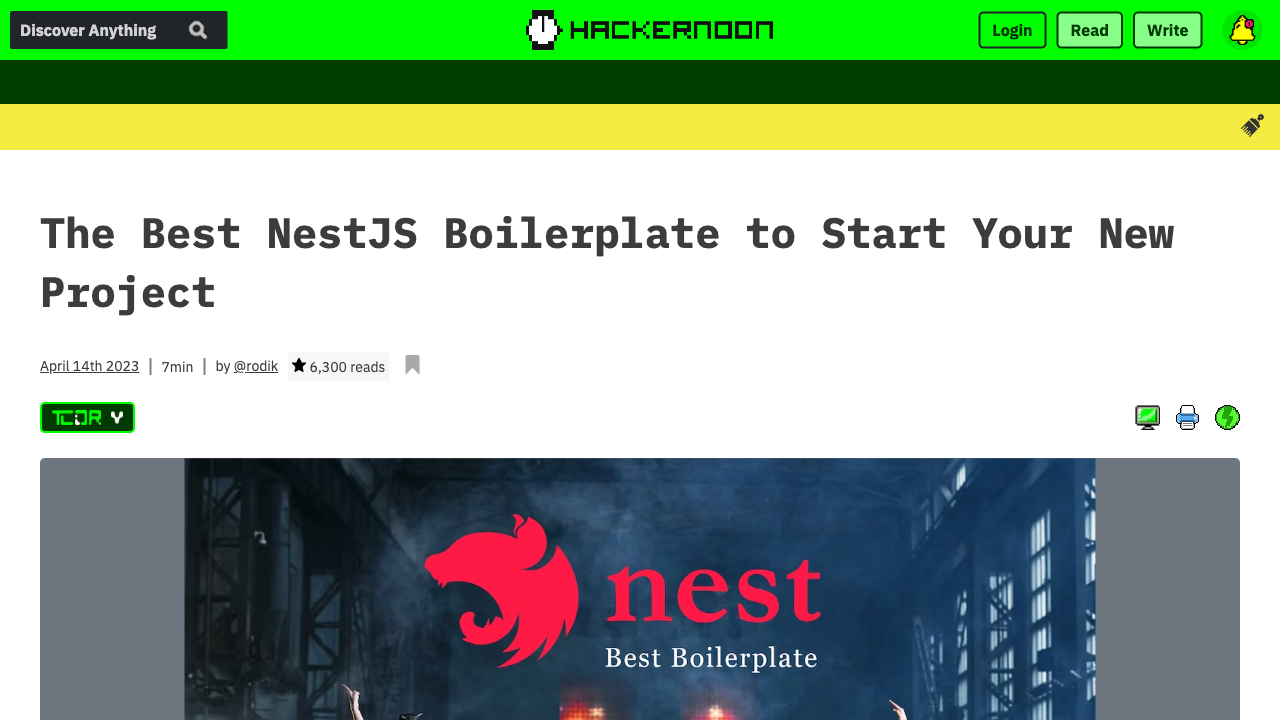 Discover Anything
HACKERNOON
Login
Read
Write
The Best NestJS Boilerplate to Start Your New
Project
April 14th 2023
7min
by @rodik
6,300 reads
TLDR
nest
Best Boilerplate